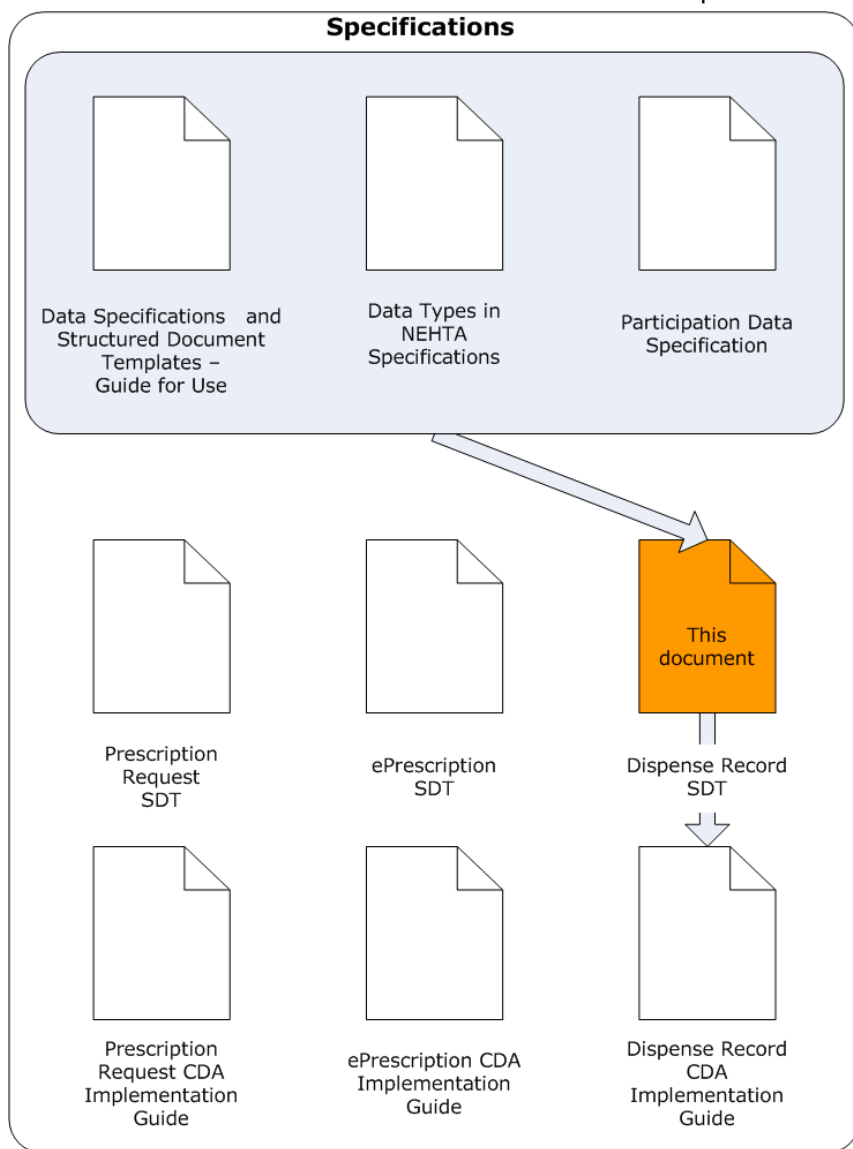 Specifications
Data Specifications and
Structured Document
Templates –
Guide for Use
Data Types in
NEHTA
Specifications
Participation Data
Specification
This
document
Prescription
Request
SDT
ePrescription
SDT
Dispense Record
SDT
Prescription
Request CDA
Implementation
Guide
ePrescription CDA
Implementation
Guide
Dispense Record
CDA
Implementation
Guide